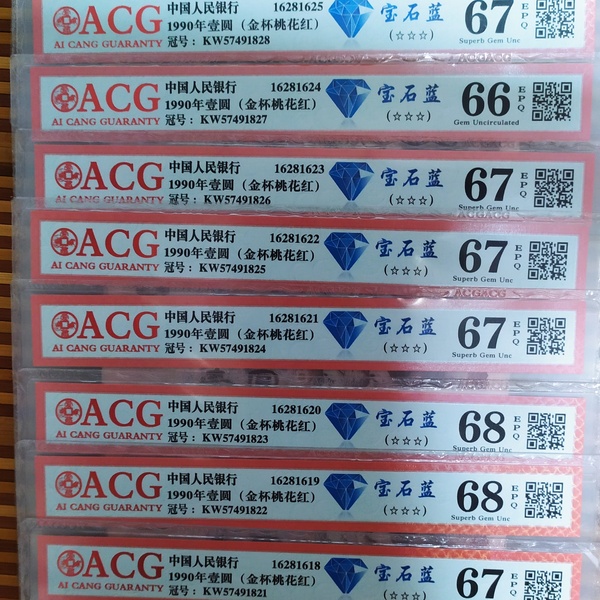 ACG
AI CANG GUARANTY
中国人民银行 16281625
1990年壹圆（金杯桃花红）
冠号： KW57491828
宝石蓝
(☆☆☆)
67
EPQ
Superb Gem Unc
ACG
AI CANG GUARANTY
中国人民银行 16281624
1990年壹圆（金杯桃花红）
冠号： KW57491827
宝石蓝
(☆☆☆)
66
EPQ
Gem Uncirculated
ACG
AI CANG GUARANTY
中国人民银行 16281623
1990年壹圆（金杯桃花红）
冠号： KW57491826
宝石蓝
(☆☆☆)
67
EPQ
Superb Gem Unc
ACGACG
ACG
AI CANG GUARANTY
中国人民银行 16281622
1990年壹圆（金杯桃花红）
冠号： KW57491825
宝石蓝
(☆☆☆)
67
EPQ
Superb Gem Unc
ACGACG
ACG
AI CANG GUARANTY
中国人民银行 16281621
1990年壹圆（金杯桃花红）
冠号： KW57491824
宝石蓝
(☆☆☆)
67
EPQ
Superb Gem Unc
ACG
AI CANG GUARANTY
中国人民银行 16281620
1990年壹圆（金杯桃花红）
冠号： KW57491823
宝石蓝
(☆☆☆)
68
EPQ
Superb Gem Unc
ACG
AI CANG GUARANTY
中国人民银行 16281619
1990年壹圆（金杯桃花红）
冠号： KW57491822
宝石蓝
(☆☆☆)
68
EPQ
Superb Gem Unc
ACG
AI CANG GUARANTY
中国人民银行 16281618
1990年壹圆（金杯桃花红）
冠号： KW57491821
宝石蓝
(☆☆☆)
67
EPQ